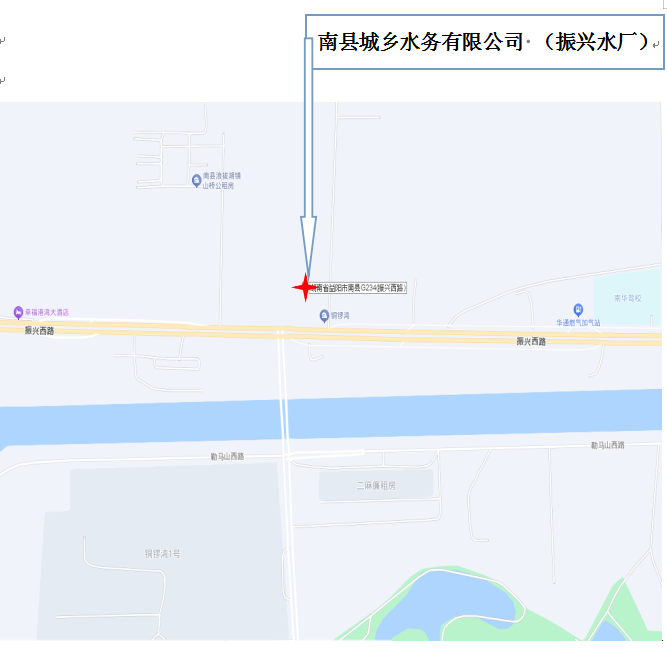 南县城乡水务有限公司·（振兴水厂）
南县浪拔湖镇
山桥公租房
湖南省益阳市南县G234(振兴西路)
南华驾校
幸福港湾大酒店
铜锣湾
华通燃气加气站
振兴西路
振兴西路
勒马山西路
勒马山西路
二麻廉租房
铜锣湾1号